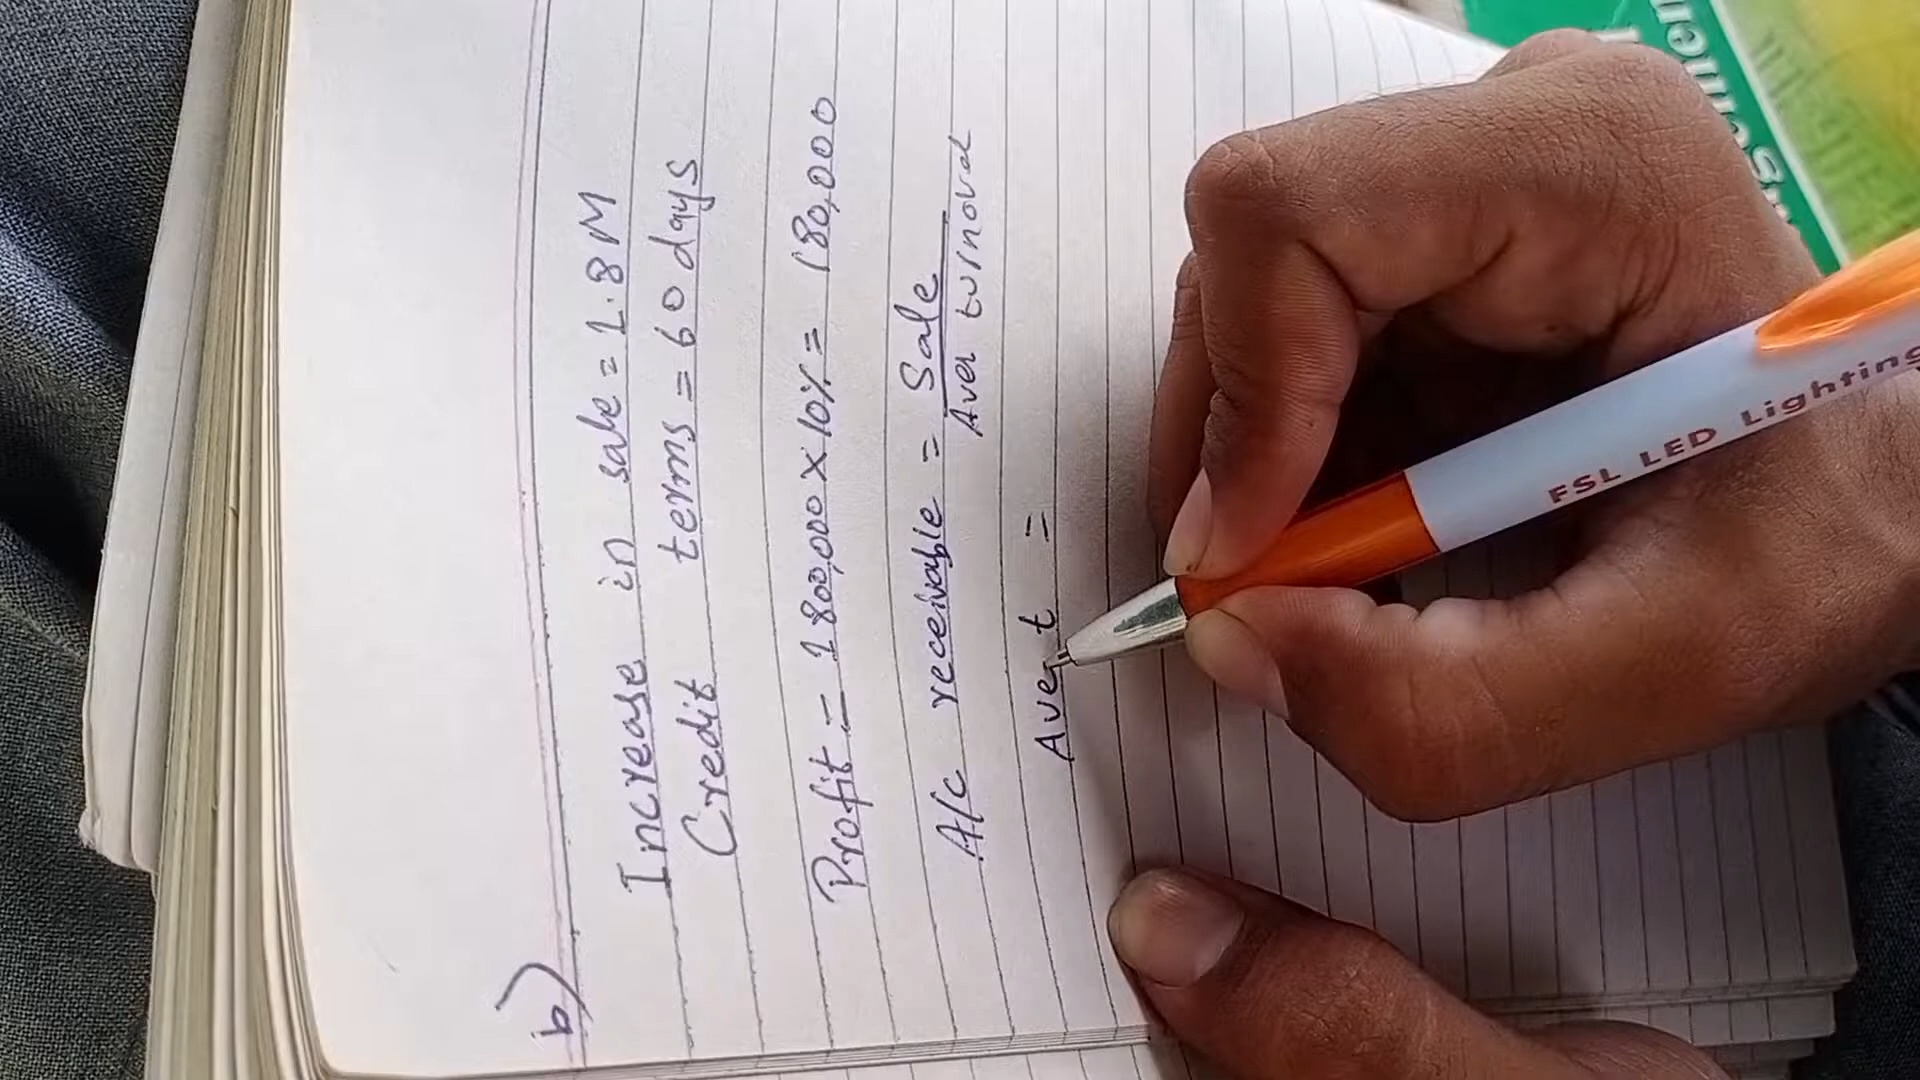 b)
Increase in sale = 1.8M
Credit terms = 60 days
Profit = 1800,000 x 10% = 180,000
A/c receivable = Sale
Aver turnover
Aver t =
FSL LED Lighting